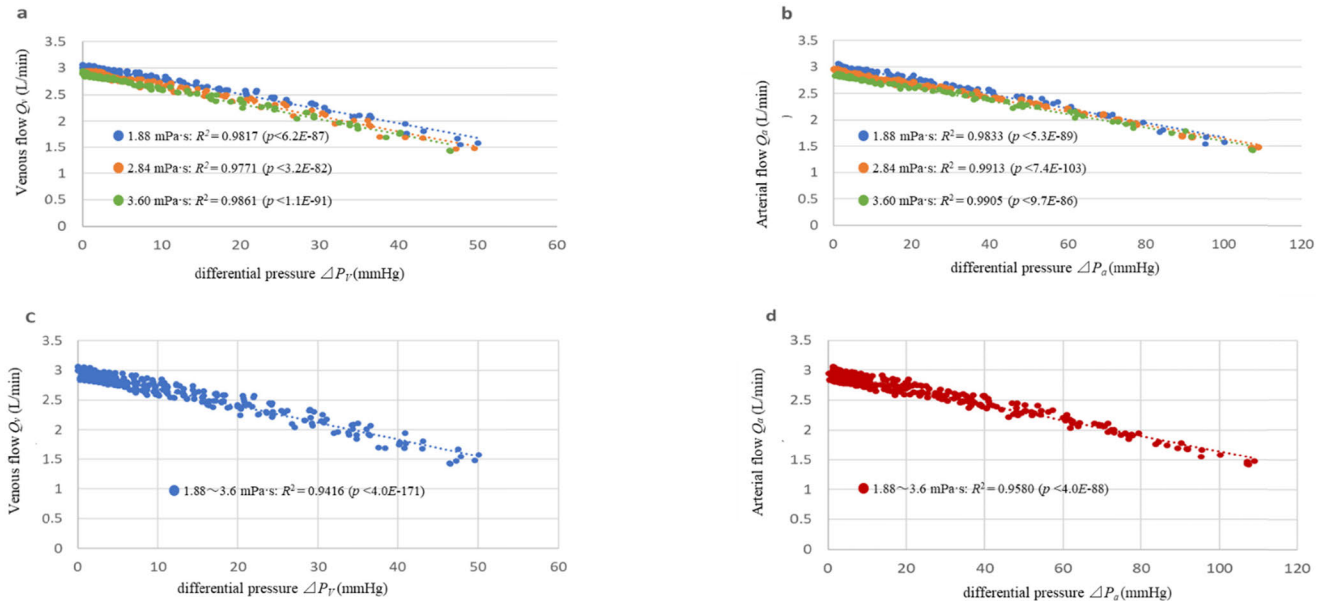 a
Venous flow Qv (L/min)
3.5
3
2.5
2
1.5
1
0.5
0
1.88 mPa·s: R² = 0.9817 (p <6.2E-87)
2.84 mPa·s: R² = 0.9771 (p <3.2E-82)
3.60 mPa·s: R² = 0.9861 (p <1.1E-91)
0 10 20 30 40 50 60
differential pressure ⊿PV (mmHg)
b
Arterial flow Qa (L/min)
)
3.5
3
2.5
2
1.5
1
0.5
0
1.88 mPa·s: R² = 0.9833 (p <5.3E-89)
2.84 mPa·s: R² = 0.9913 (p <7.4E-103)
3.60 mPa·s: R² = 0.9905 (p <9.7E-86)
0 20 40 60 80 100 120
differential pressure ⊿Pa (mmHg)
c
Venous flow Qv (L/min)
3.5
3
2.5
2
1.5
1
0.5
0
1.88～3.6 mPa·s: R² = 0.9416 (p <4.0E-171)
0 10 20 30 40 50 60
differential pressure ⊿PV (mmHg)
d
Arterial flow Qa (L/min)
3.5
3
2.5
2
1.5
1
0.5
0
1.88～3.6 mPa·s: R² = 0.9580 (p <4.0E-88)
0 20 40 60 80 100 120
differential pressure ⊿Pa (mmHg)